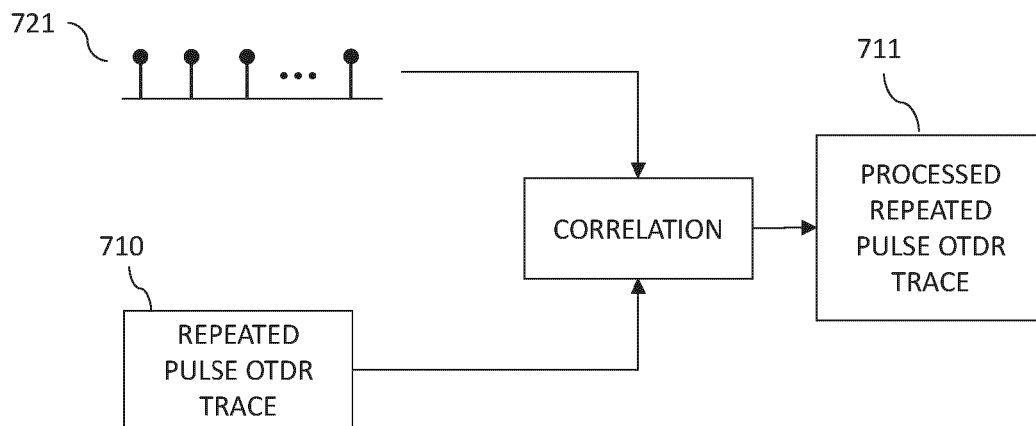 721
711
PROCESSED
REPEATED
PULSE OTDR
TRACE
CORRELATION
710
REPEATED
PULSE OTDR
TRACE